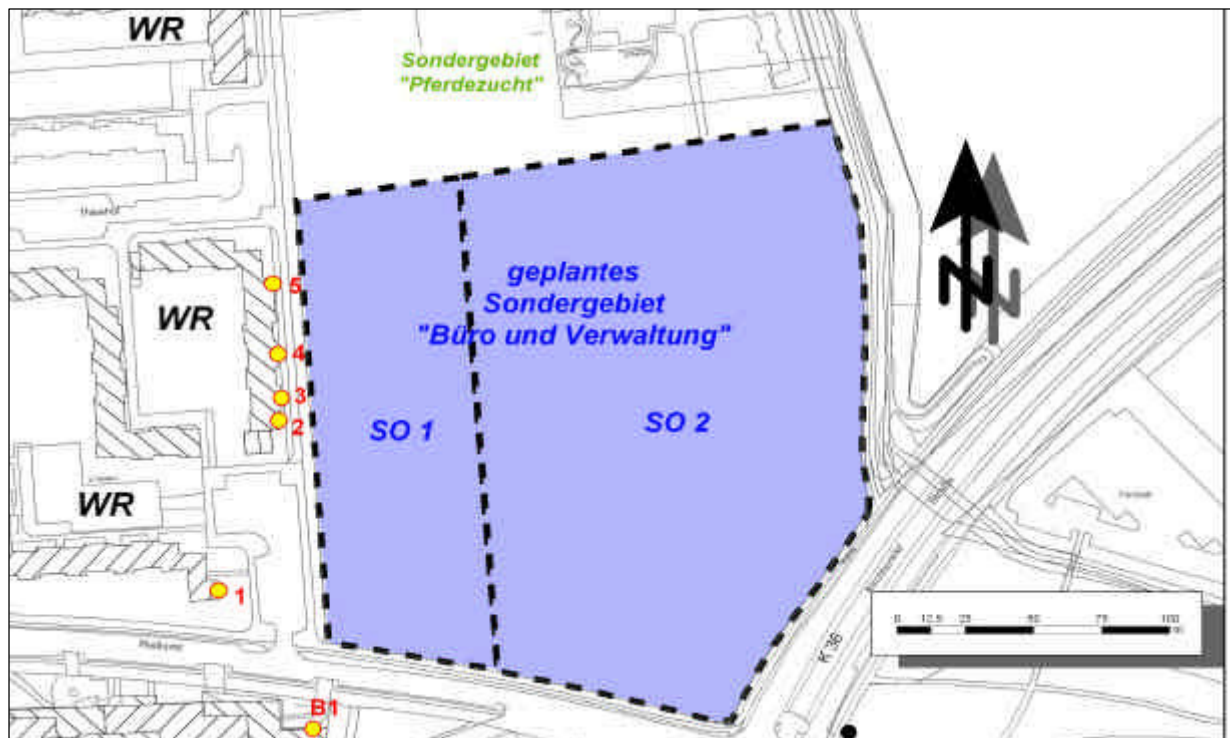 WR
Sondergebiet
"Pferdezucht"
geplantes
Sondergebiet
"Büro und Verwaltung"
WR
5
4
3
2
SO 1
SO 2
WR
1
B1
K 36
N
0 12.5 25 50 75 100